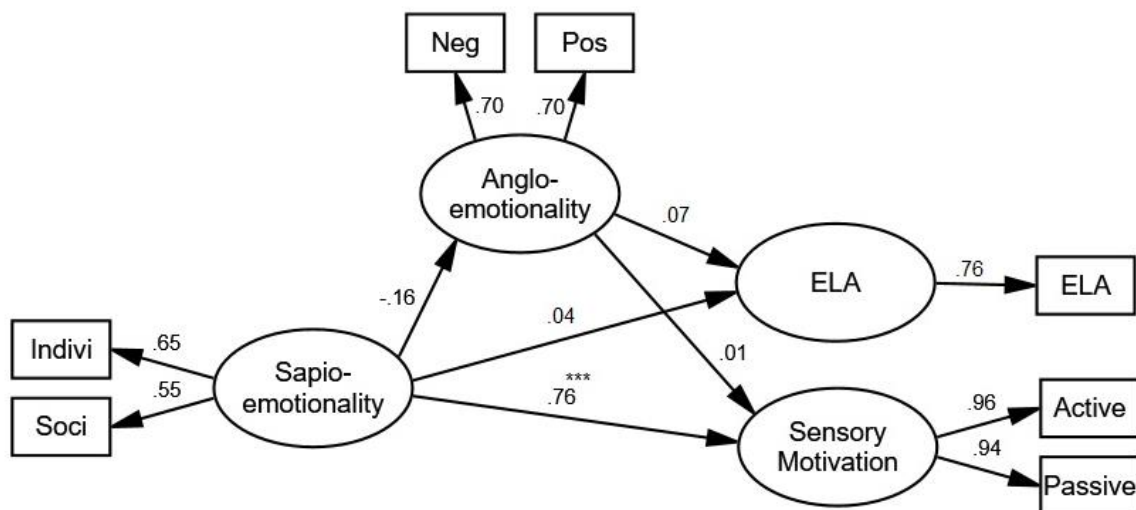 Neg
Pos
.70
.70
Anglo-
emotionality
.07
ELA
.76
ELA
-.16
.04
.01
Indivi
.65
Sapio-
emotionality
Soci
.55
***
.76
Sensory
Motivation
.96
Active
.94
Passive